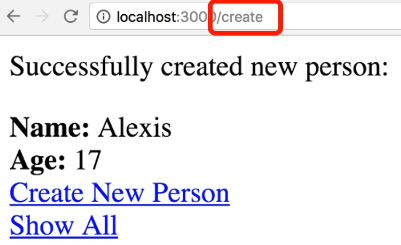 localhost:3000/create
Successfully created new person:
Name: Alexis
Age: 17
Create New Person
Show All